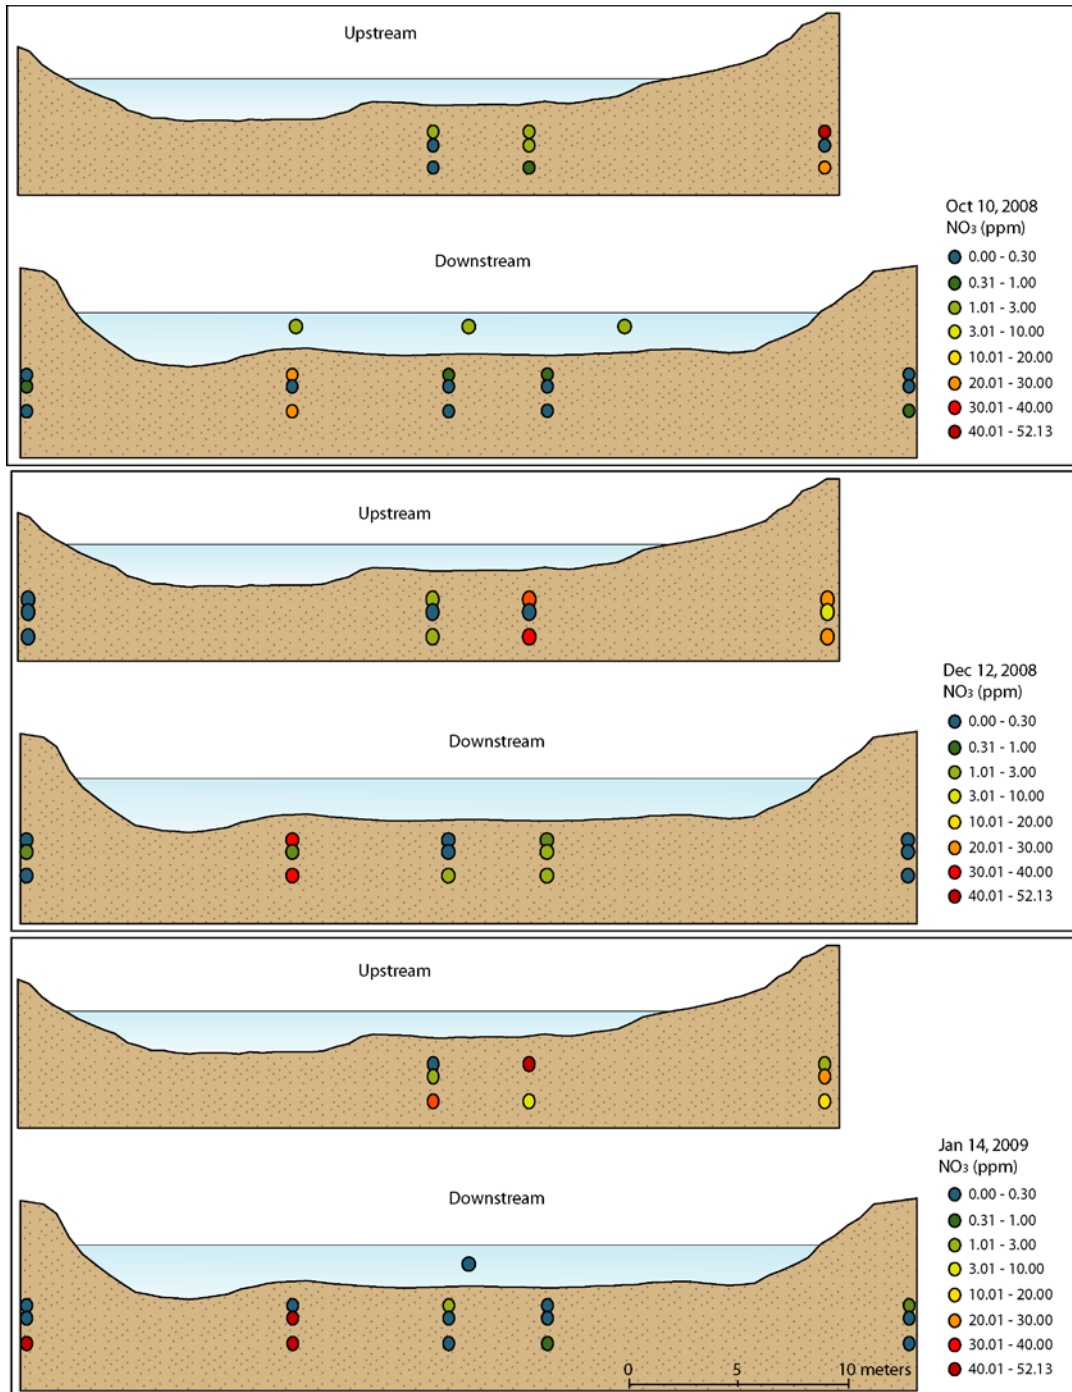 Upstream
Downstream
Oct 10, 2008
NO3 (ppm)
0.00 - 0.30
0.31 - 1.00
1.01 - 3.00
3.01 - 10.00
10.01 - 20.00
20.01 - 30.00
30.01 - 40.00
40.01 - 52.13
Upstream
Downstream
Dec 12, 2008
NO3 (ppm)
0.00 - 0.30
0.31 - 1.00
1.01 - 3.00
3.01 - 10.00
10.01 - 20.00
20.01 - 30.00
30.01 - 40.00
40.01 - 52.13
Upstream
Downstream
Jan 14, 2009
NO3 (ppm)
0.00 - 0.30
0.31 - 1.00
1.01 - 3.00
3.01 - 10.00
10.01 - 20.00
20.01 - 30.00
30.01 - 40.00
40.01 - 52.13
0 5 10 meters